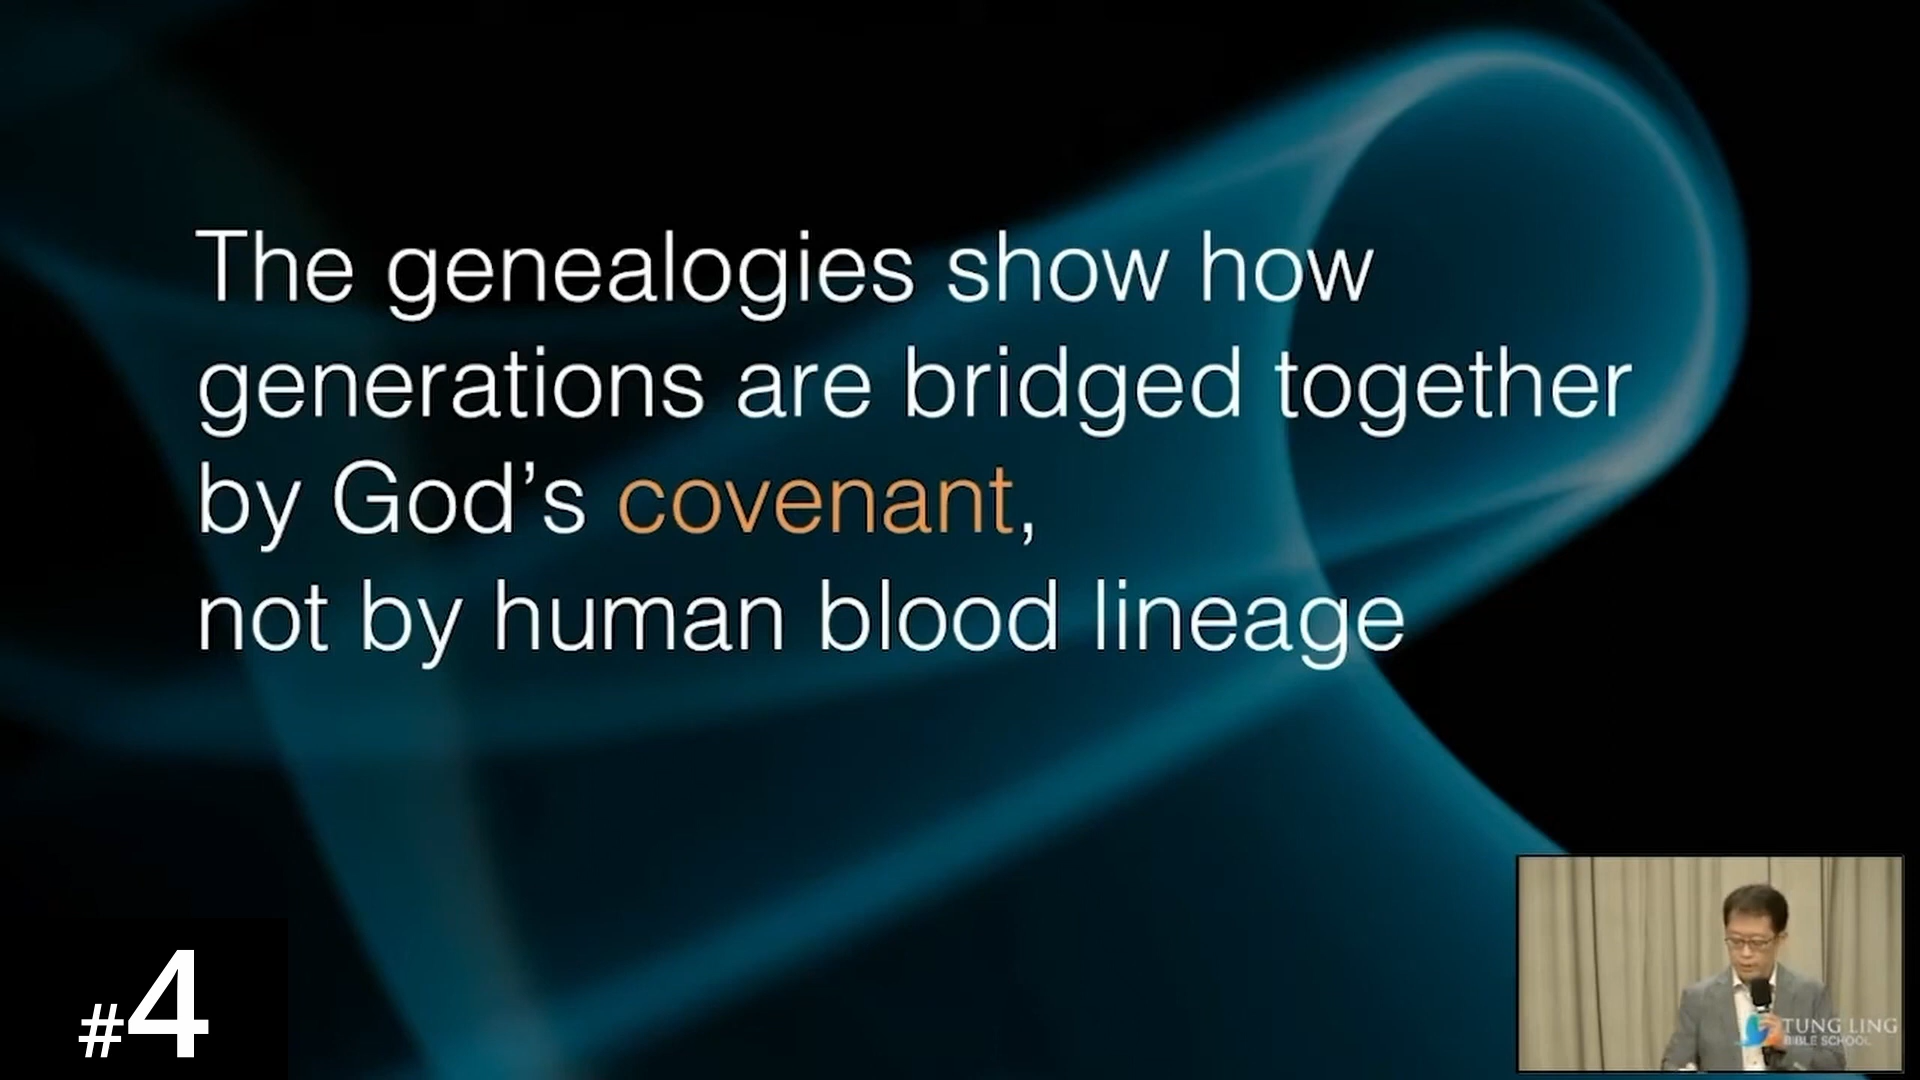 The genealogies show how
generations are bridged together
by God’s covenant,
not by human blood lineage
#4
TUNG LING
BIBLE SCHOOL